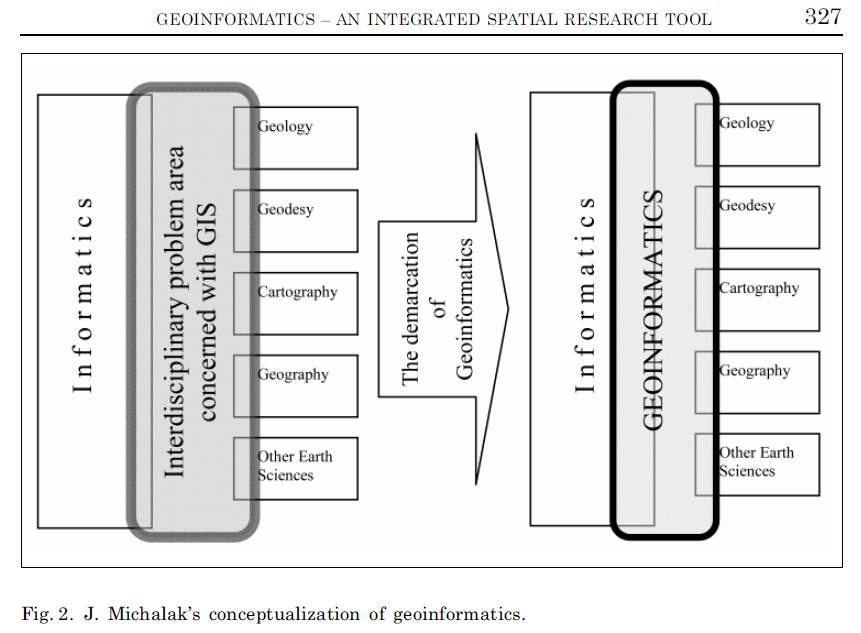 GEOINFORMATICS – AN INTEGRATED SPATIAL RESEARCH TOOL 327
Informatics
Interdisciplinary problem area
concerned with GIS
Geology
Geodesy
Cartography
Geography
Other Earth
Sciences
The demarcation
of
Geoinformatics
Informatics
GEOINFORMATICS
Geology
Geodesy
Cartography
Geography
Other Earth
Sciences
Fig. 2. J. Michalak's conceptualization of geoinformatics.